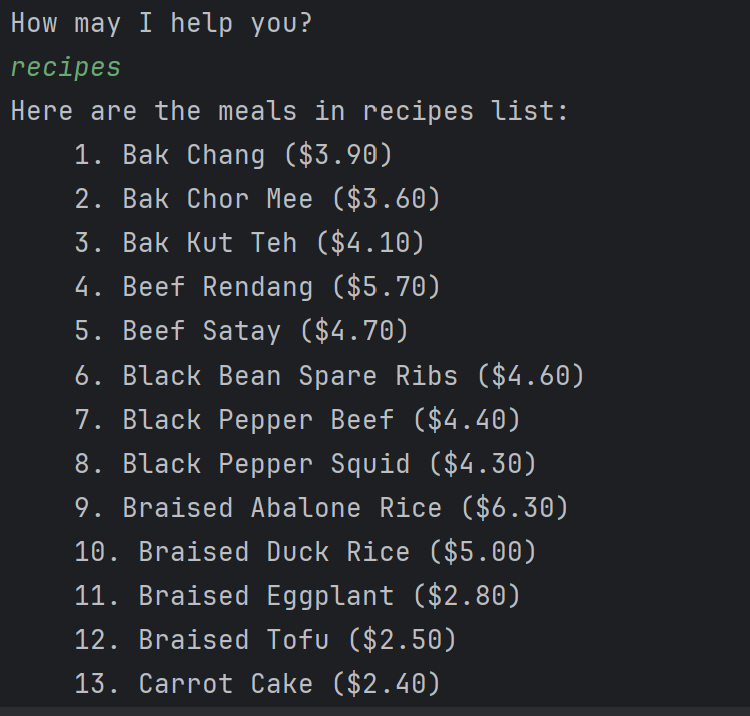 How may I help you?
recipes
Here are the meals in recipes list:
1. Bak Chang ($3.90)
2. Bak Chor Mee ($3.60)
3. Bak Kut Teh ($4.10)
4. Beef Rendang ($5.70)
5. Beef Satay ($4.70)
6. Black Bean Spare Ribs ($4.60)
7. Black Pepper Beef ($4.40)
8. Black Pepper Squid ($4.30)
9. Braised Abalone Rice ($6.30)
10. Braised Duck Rice ($5.00)
11. Braised Eggplant ($2.80)
12. Braised Tofu ($2.50)
13. Carrot Cake ($2.40)